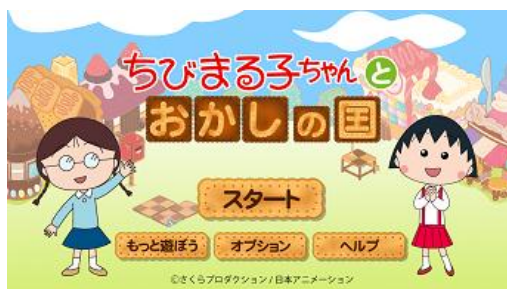 ちびまる子ちゃんと
おかしの国
スタート
もっと遊ぼう
オプション
ヘルプ
©さくらプロダクション/日本アニメーション